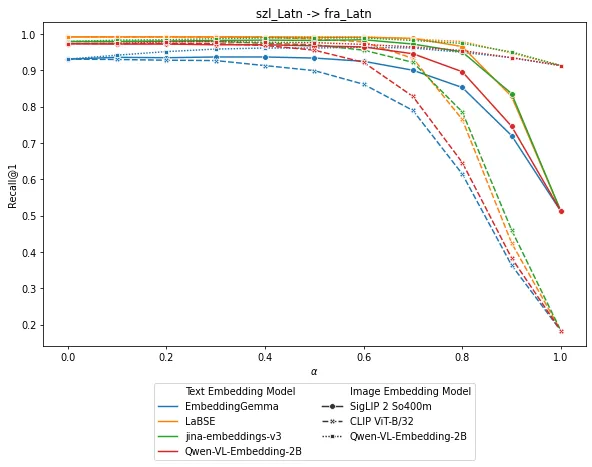 szl_Latn -> fra_Latn
1.0
0.9
0.8
0.7
0.6
0.5
0.4
0.3
0.2
Recall@1
0.0 0.2 0.4 0.6 0.8 1.0
α
Text Embedding Model
EmbeddingGemma
LaBSE
jina-embeddings-v3
Qwen-VL-Embedding-2B
Image Embedding Model
SigLIP 2 So400m
CLIP ViT-B/32
Qwen-VL-Embedding-2B